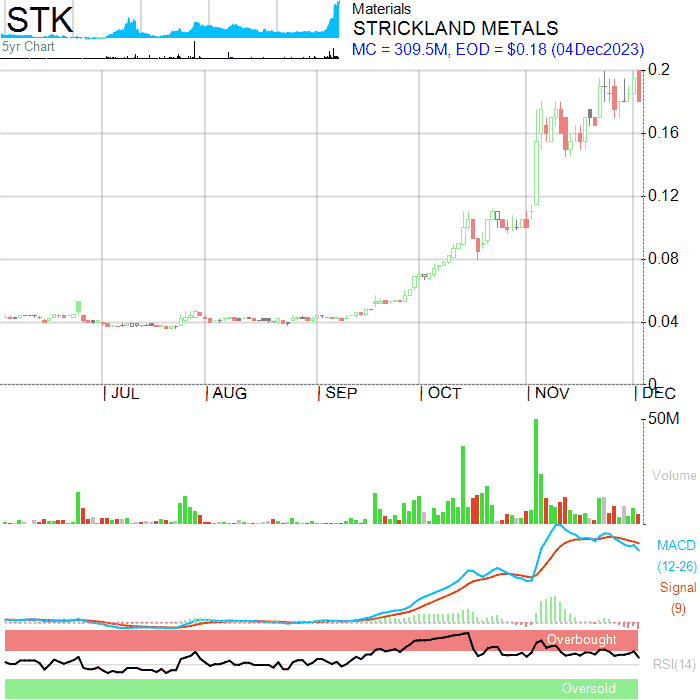 STK
5yr Chart
Materials
STRICKLAND METALS
MC = 309.5M, EOD = $0.18 (04Dec2023)
0.2
0.16
0.12
0.08
0.04
0
JUL AUG SEP OCT NOV DEC
50M
Volume
MACD
(12-26)
Signal
(9)
Overbought
RSI(14)
Oversold